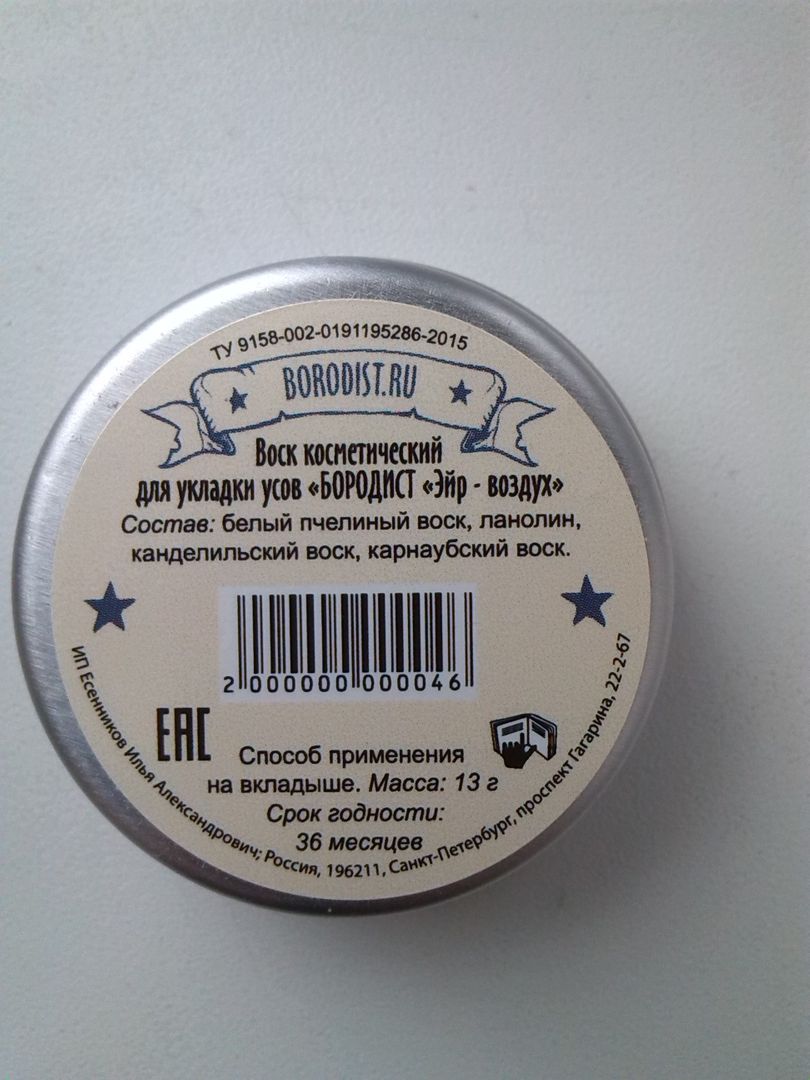 ТУ 9158-002-0191195286-2015
BORODIST.RU
Воск косметический
для укладки усов «БОРОДИСТ «Эйр - воздух»
Состав: белый пчелиный воск, ланолин,
канделильский воск, карнаубский воск.
2 000000 000046
EAC
Способ применения
на вкладыше. Масса: 13 г
Срок годности:
36 месяцев
ИП Есенников Илья Александрович; Россия, 196211, Санкт-Петербург, проспект Гагарина, 22-2-67